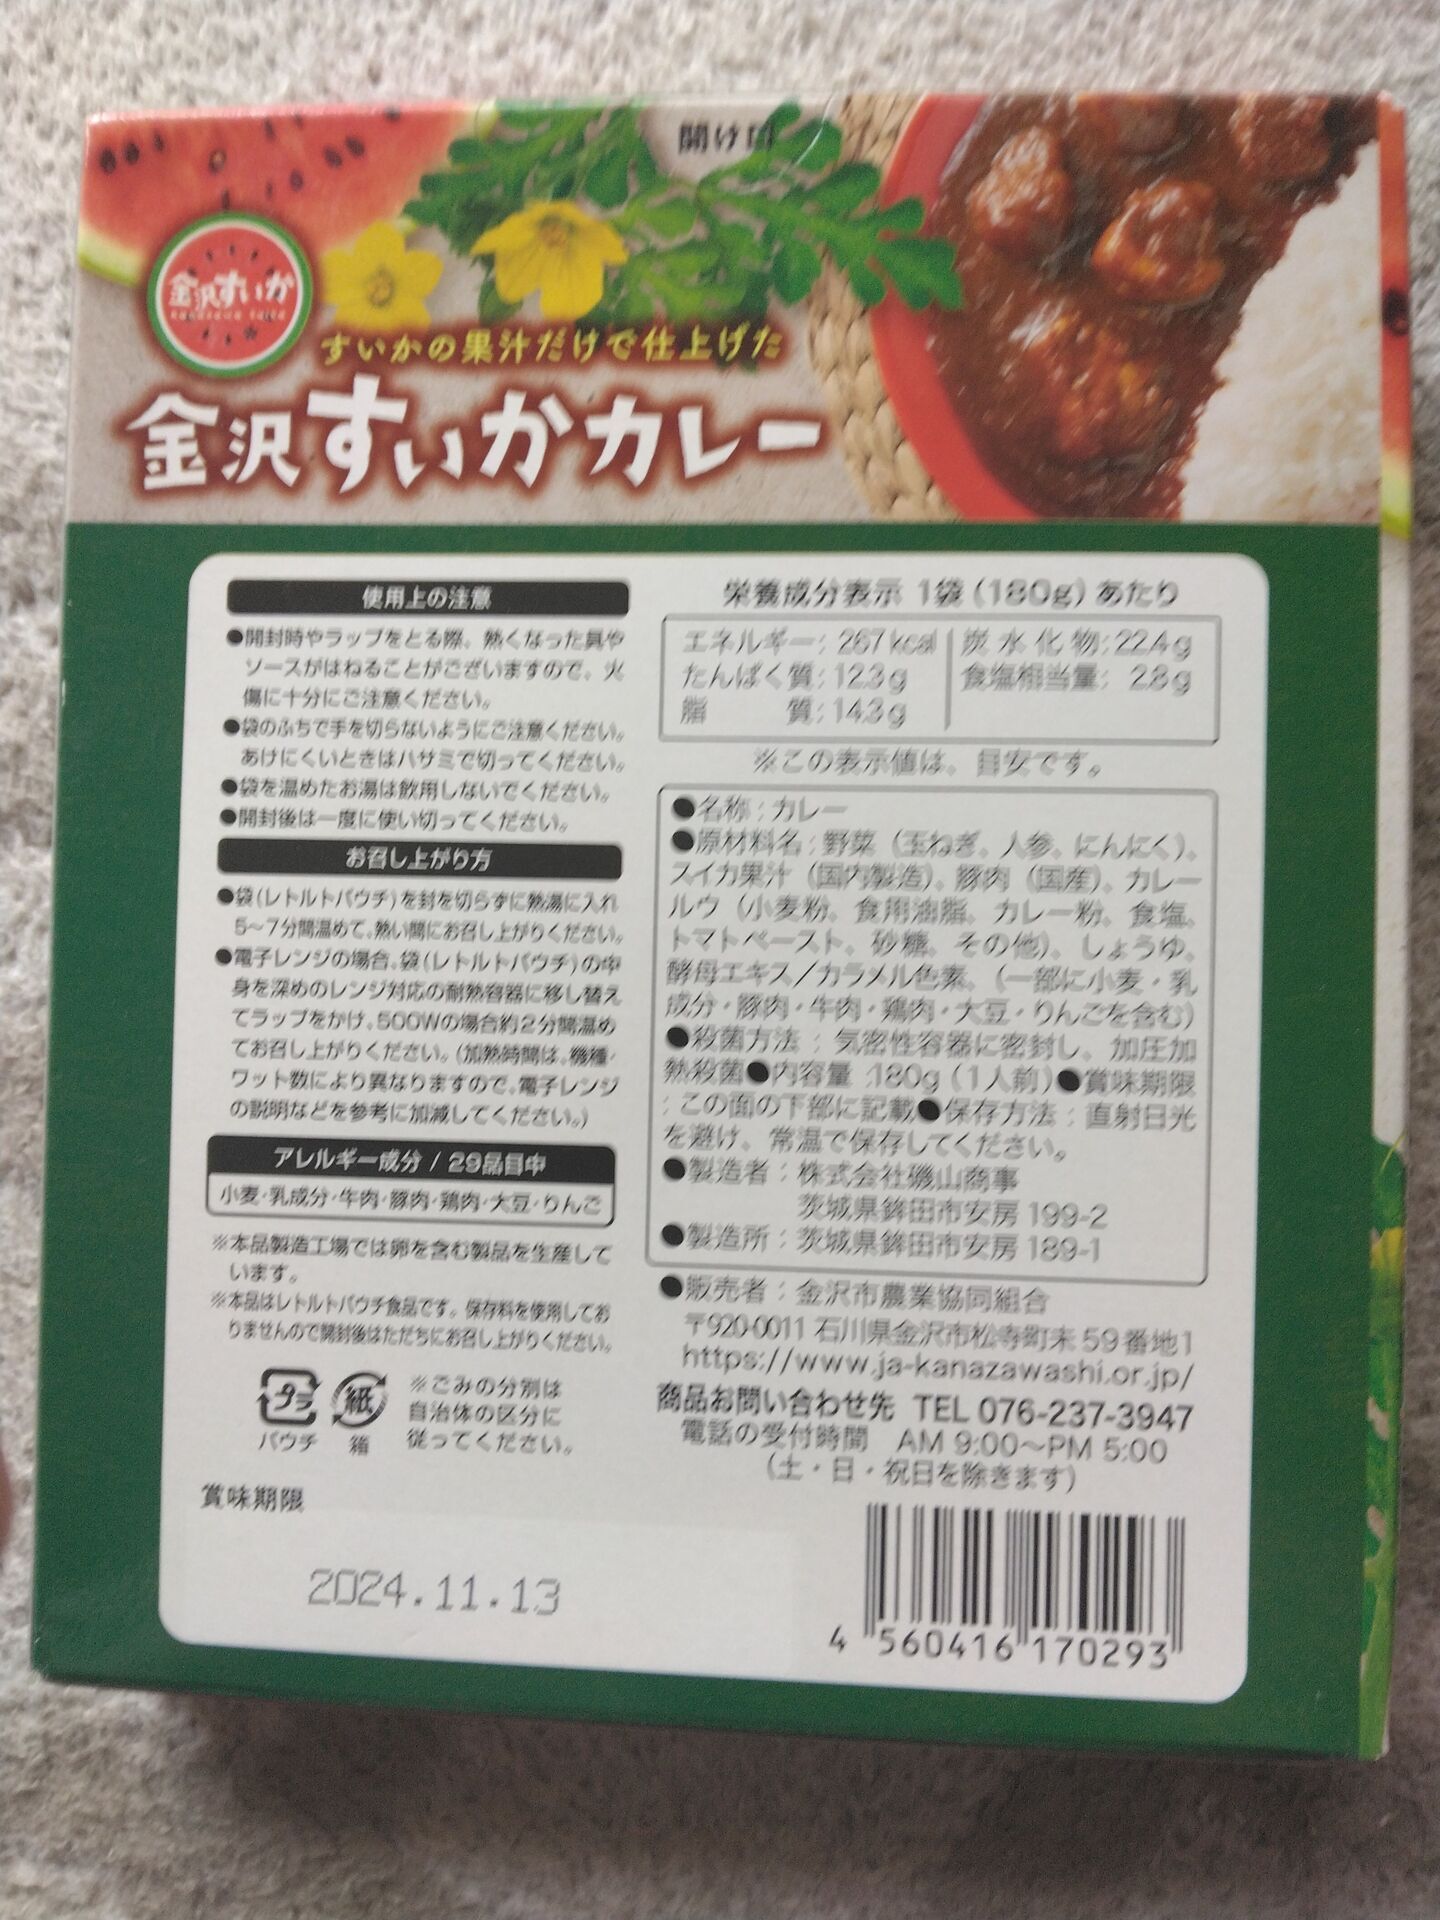 開け口
金沢すいか
すいかの果汁だけで仕上げた
金沢すいかカレー
使用上の注意
●開封時やラップをとる際、熱くなった具や
ソースがはねることがございますので、火
傷に十分にご注意ください。
●袋のふちで手を切らないようにご注意ください。
あけにくいときはハサミで切ってください。
●袋を温めたお湯は飲用しないでください。
●開封後は一度に使い切ってください。
お召し上がり方
●袋(レトルトパウチ)を封を切らずに熱湯に入れ
5〜7分間温めて、熱い間にお召し上がりください。
●電子レンジの場合、袋(レトルトパウチ)の中
身を深めのレンジ対応の耐熱容器に移し替え
てラップをかけ、500Wの場合約2分間温め
てお召し上がりください。(加熱時間は、機種・
ワット数により異なりますので、電子レンジ
の説明などを参考に加減してください。)
アレルギー成分 / 29品目中
小麦・乳成分・牛肉・豚肉・鶏肉・大豆・りんご
※本品製造工場では卵を含む製品を生産して
います。
※本品はレトルトパウチ食品です。保存料を使用してお
りませんので開封後はただちにお召し上がりください。
プラ
パウチ
紙
箱
※ごみの分別は
自治体の区分に
従ってください。
賞味期限
2024.11.13
栄養成分表示 1袋(180g)あたり
エネルギー: 267kcal
たんぱく質: 12.3g
脂 質: 14.3g
炭水化物: 22.4g
食塩相当量: 2.8g
※この表示値は、目安です。
●名称:カレー
●原材料名:野菜(玉ねぎ、人参、にんにく)、
スイカ果汁(国内製造)、豚肉(国産)、カレー
ルウ(小麦粉、食用油脂、カレー粉、食塩、
トマトペースト、砂糖、その他)、しょうゆ、
酵母エキス/カラメル色素、(一部に小麦・乳
成分・豚肉・牛肉・鶏肉・大豆・りんごを含む)
●殺菌方法:気密性容器に密封し、加圧加
熱殺菌●内容量:180g(1人前)●賞味期限
:この面の下部に記載●保存方法:直射日光
を避け、常温で保存してください。
●製造者:株式会社磯山商事
茨城県鉾田市安房199-2
●製造所:茨城県鉾田市安房189-1
●販売者:金沢市農業協同組合
〒920-0011 石川県金沢市松寺町未59番地1
https://www.ja-kanazawashi.or.jp/
商品お問い合わせ先 TEL 076-237-3947
電話の受付時間 AM 9:00〜PM 5:00
(土・日・祝日を除きます)
4 560416 170293